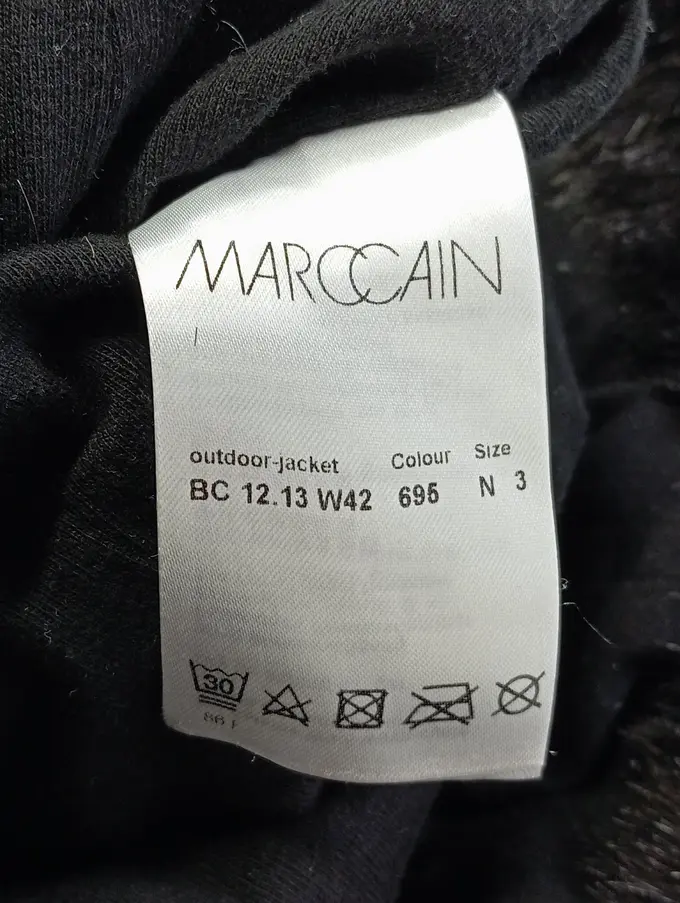 MARCCAIN
outdoor-jacket Colour Size
BC 12.13 W42 695 N 3
30